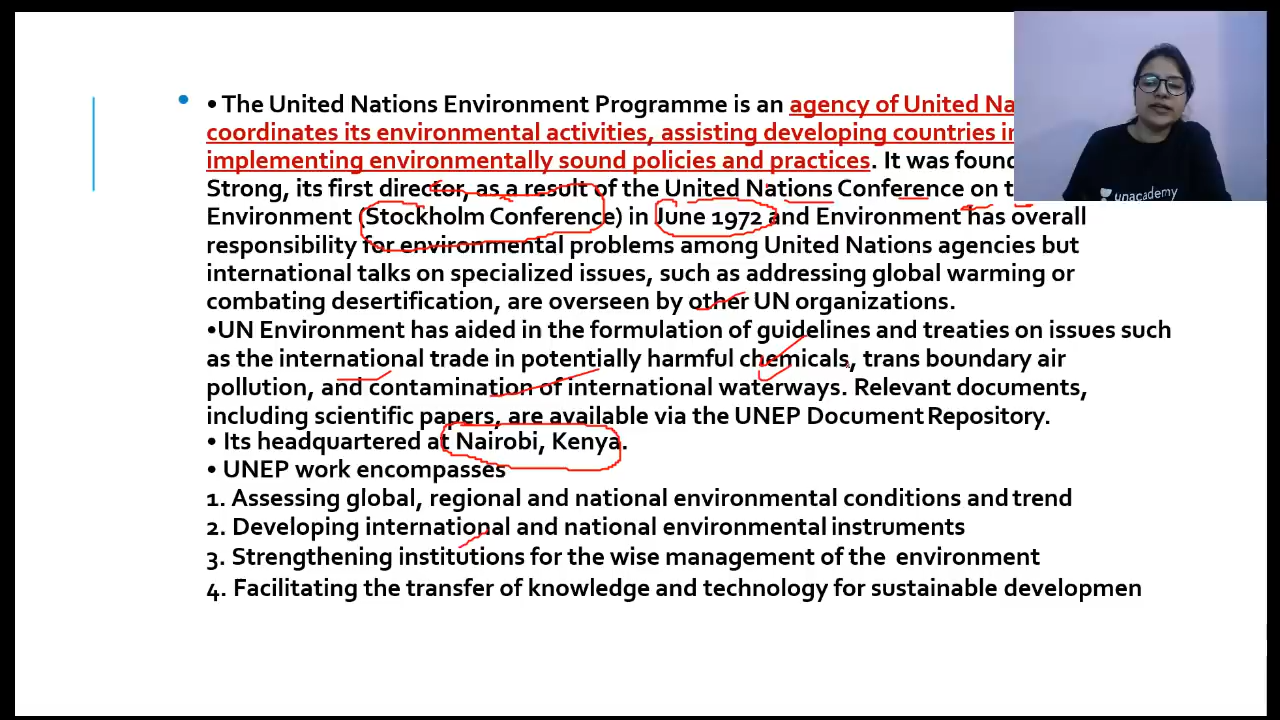 • The United Nations Environment Programme is an agency of United
coordinates its environmental activities, assisting developing countries
implementing environmentally sound policies and practices. It was
Strong, its first director, as a result of the United Nations Conference on
Environment (Stockholm Conference) in June 1972 and Environment has overall
responsibility for environmental problems among United Nations agencies but
international talks on specialized issues, such as addressing global warming or
combating desertification, are overseen by other UN organizations.
•UN Environment has aided in the formulation of guidelines and treaties on issues such
as the international trade in potentially harmful chemicals, trans boundary air
pollution, and contamination of international waterways. Relevant documents,
including scientific papers, are available via the UNEP Document Repository.
• Its headquartered at Nairobi, Kenya.
• UNEP work encompasses
1. Assessing global, regional and national environmental conditions and trend
2. Developing international and national environmental instruments
3. Strengthening institutions for the wise management of the environment
4. Facilitating the transfer of knowledge and technology for sustainable developmen
unacademy